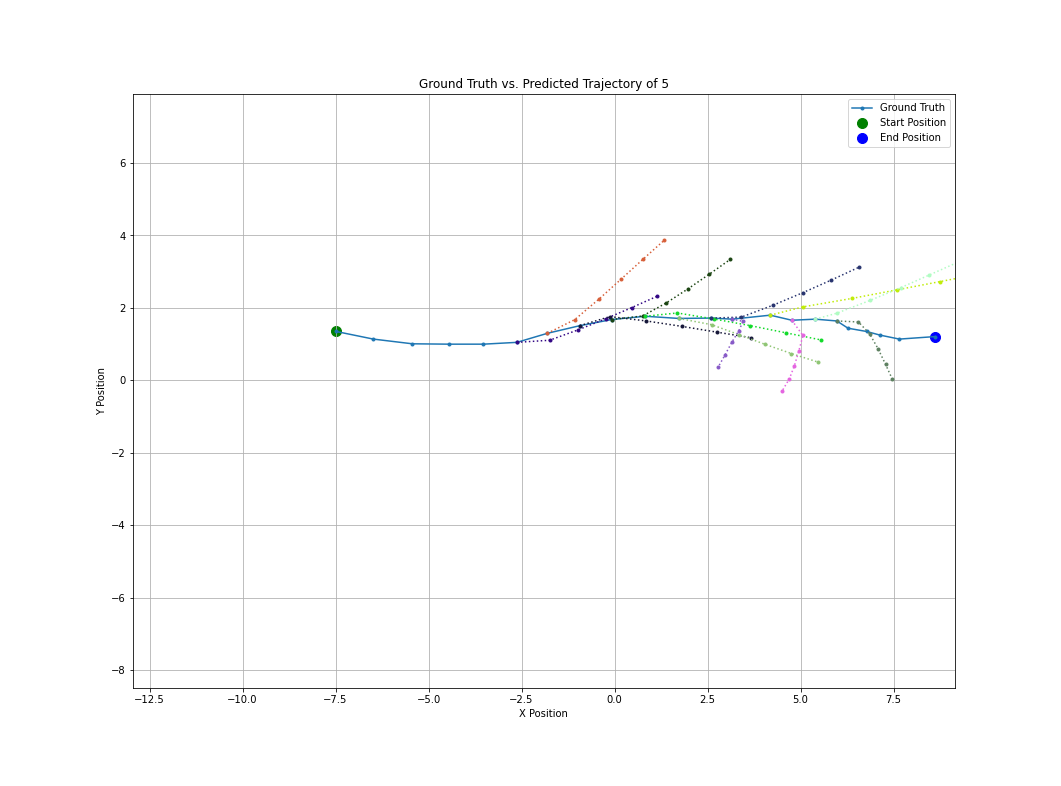 Ground Truth vs. Predicted Trajectory of 5
Ground Truth
Start Position
End Position
6
4
2
0
−2
−4
−6
−8
Y Position
−12.5 −10.0 −7.5 −5.0 −2.5 0.0 2.5 5.0 7.5
X Position